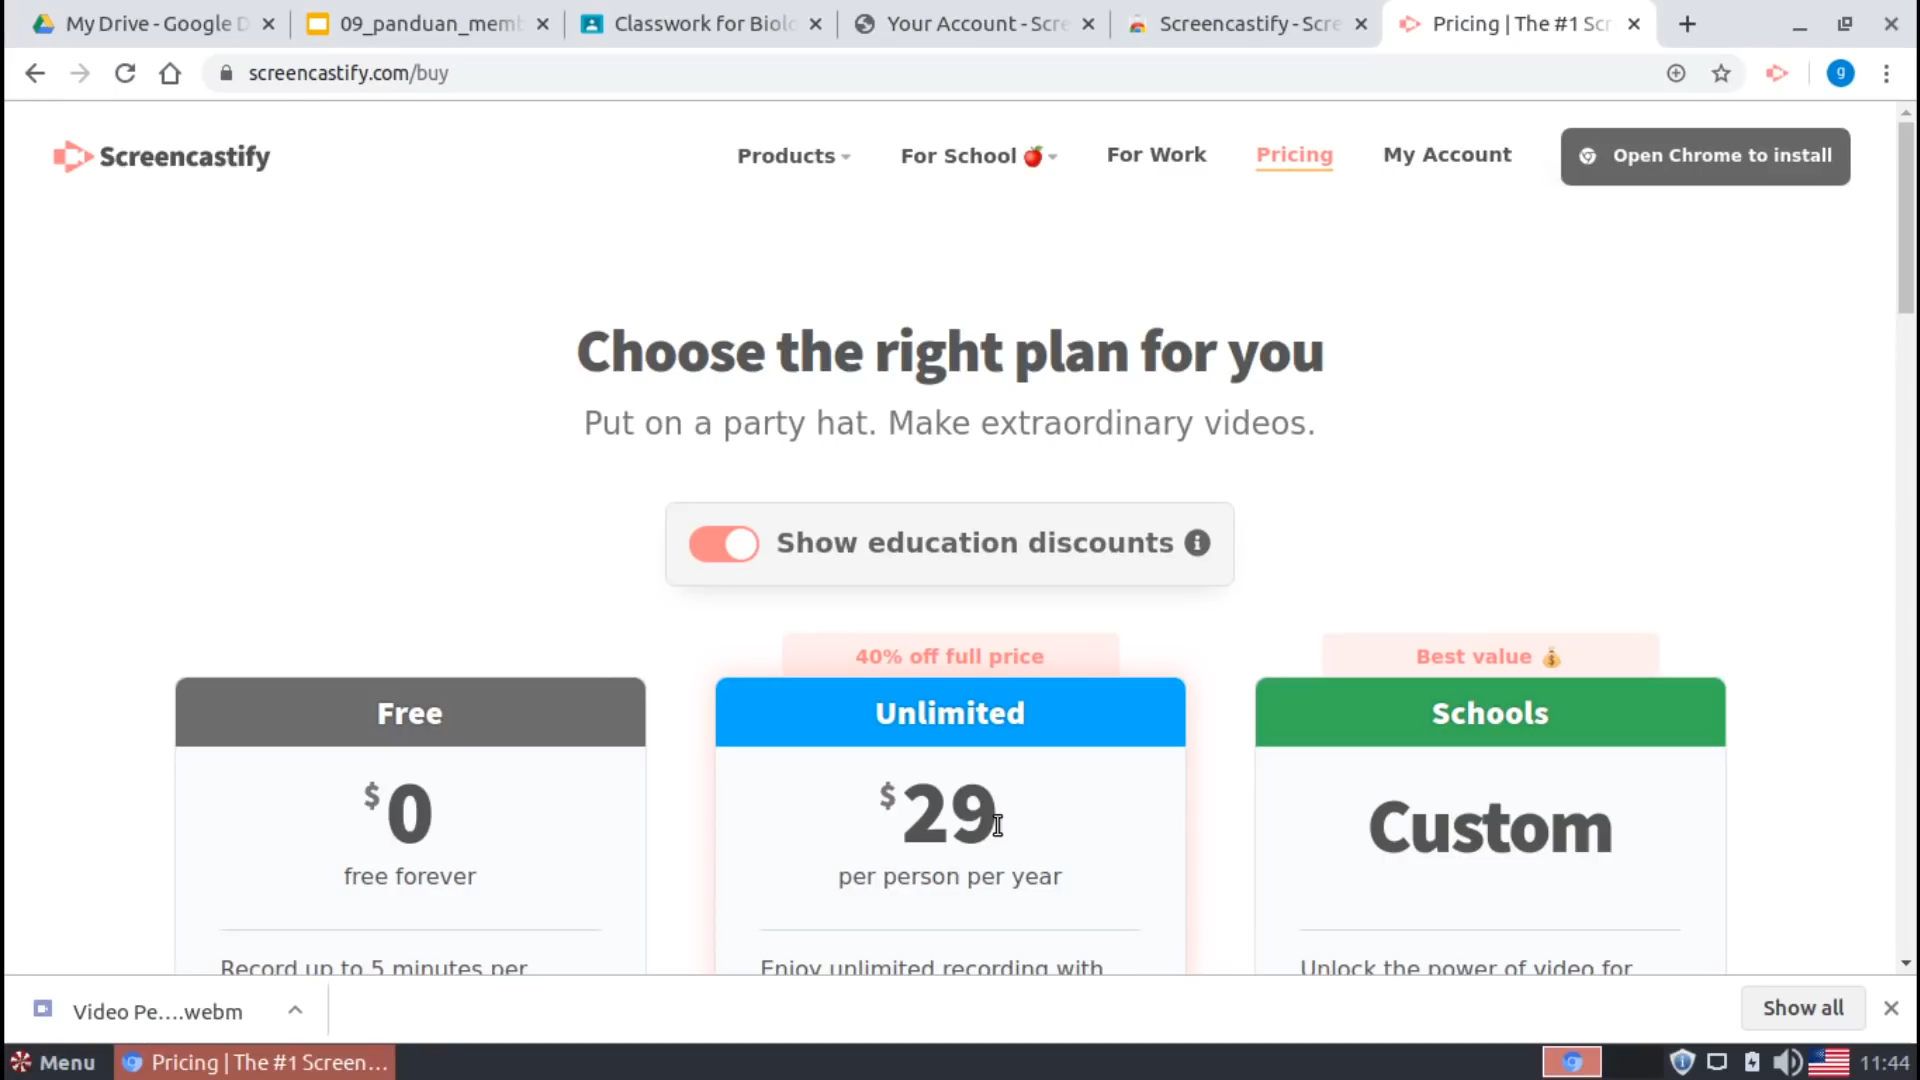 My Drive - Google D
09_panduan_memb
Classwork for Biolo
Your Account - Scre
Screencastify - Scre
Pricing | The #1 Scr
screencastify.com/buy
g
Screencastify
Products
For School
For Work
Pricing
My Account
Open Chrome to install
Choose the right plan for you
Put on a party hat. Make extraordinary videos.
Show education discounts
40% off full price
Best value
Free
Unlimited
Schools
$0
$29
Custom
free forever
per person per year
Record up to 5 minutes per
Enjoy unlimited recording with
Unlock the power of video for
Video Pe....webm
Show all
Menu
Pricing | The #1 Screen...
11:44